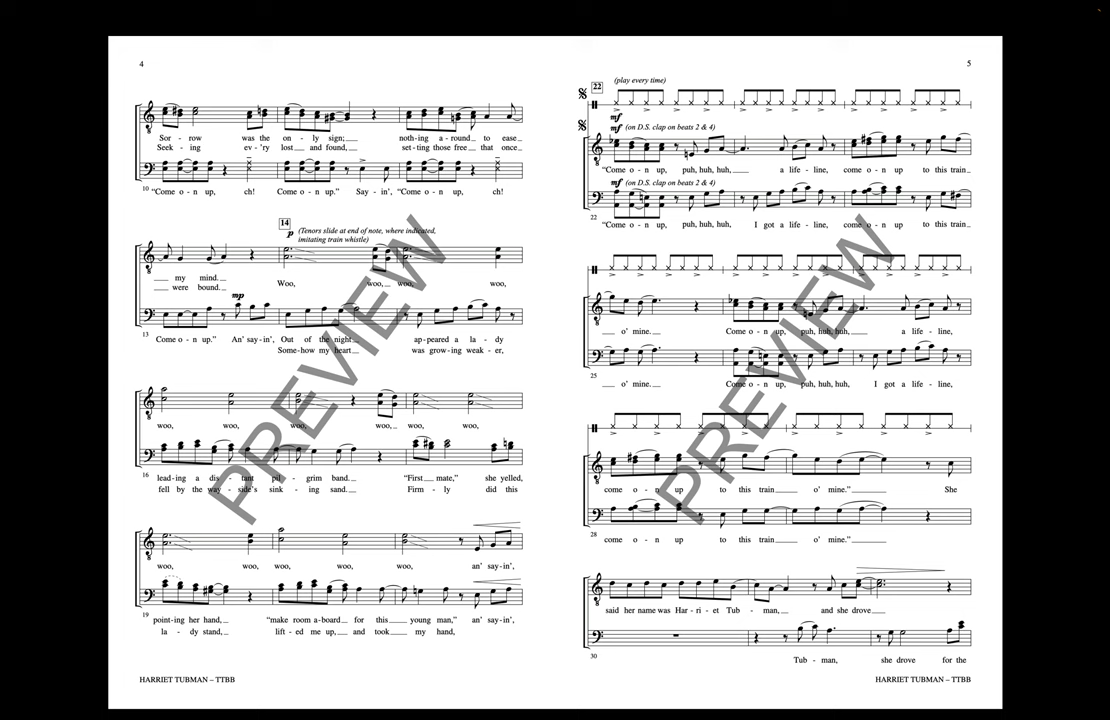 4
Sor - row was the on - ly sign; noth - ing a - round to ease
Seek - ing ev - 'ry lost and found, set - ting those free that once
10 "Come o - n up, ch! Come o - n up." Say - in', "Come o - n up, ch!
14
p (Tenors slide at end of note, where indicated,
imitating train whistle)
my mind. Woo, woo, woo, woo,
were bound.
mp
13 Come o - n up." An' say-in', Out of the night ap-peared a la - dy
Some-how my heart was grow-ing weak - er,
woo, woo, woo, woo, woo, woo, woo,
16 lead-ing a dis - tant pil - grim band. "First mate," she yelled,
fell by the way - side's sink - ing sand. Firm - ly did this
woo, woo, woo, woo, woo, an' say-in',
19 point-ing her hand, "make room a-board for this young man," an' say-in',
la - dy stand, lift - ed me up, and took my hand,
HARRIET TUBMAN – TTBB
5
22 (play every time)
mf
mf (on D.S. clap on beats 2 & 4)
"Come o - n up, puh, huh, huh, a life - line, come o - n up to this train
mf (on D.S. clap on beats 2 & 4)
22 "Come o - n up, puh, huh, huh, I got a life - line, come o - n up to this train
o' mine. Come o - n up, puh, huh, huh, a life - line,
25 o' mine. Come o - n up, puh, huh, huh, I got a life - line,
come o - n up to this train o' mine." She
28 come o - n up to this train o' mine."
said her name was Har - ri - et Tub - man, and she drove
30 Tub - man, she drove for the
HARRIET TUBMAN – TTBB
PREVIEW
PREVIEW